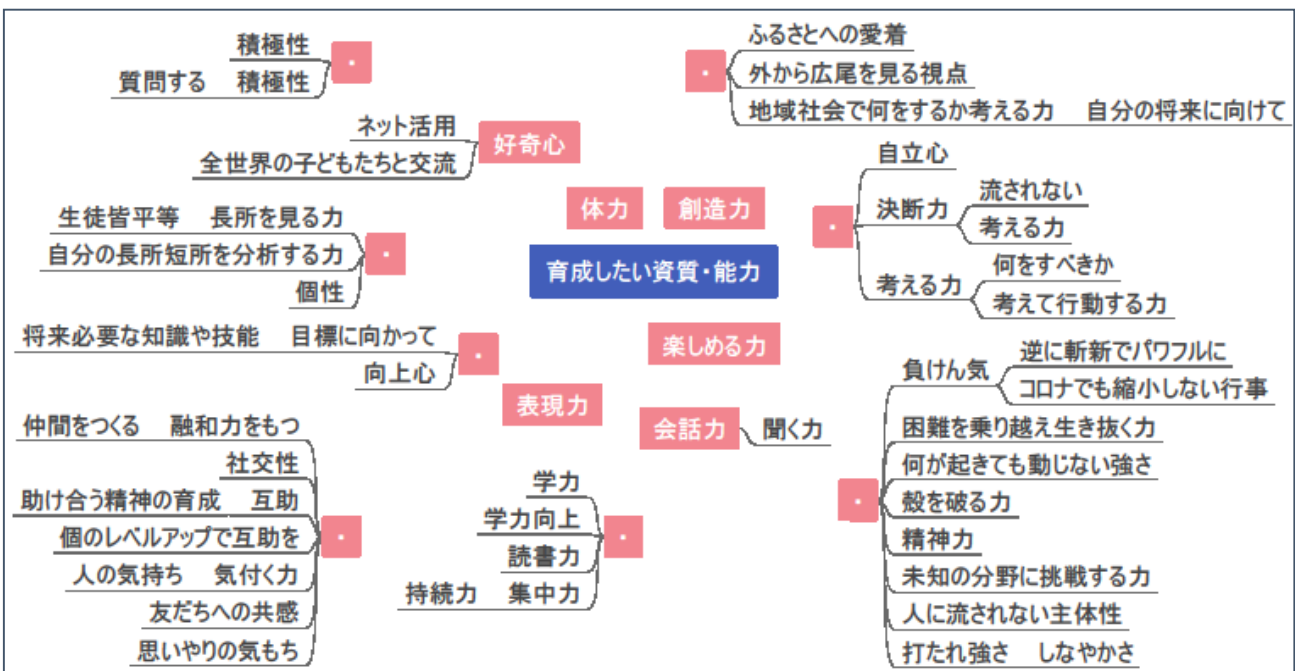 積極性
質問する 積極性
ネット活用
全世界の子どもたちと交流
好奇心
生徒皆平等 長所を見る力
自分の長所短所を分析する力
個性
将来必要な知識や技能 目標に向かって
向上心
仲間をつくる 融和力をもつ
社交性
助け合う精神の育成 互助
個のレベルアップで互助を
人の気持ち 気付く力
友だちへの共感
思いやりの気もち
体力
創造力
育成したい資質・能力
楽しめる力
表現力
会話力
聞く力
学力
学力向上
読書力
持続力 集中力
ふるさとへの愛着
外から広尾を見る視点
地域社会で何をするか考える力 自分の将来に向けて
自立心
決断力
流されない
考える力
考える力
何をすべきか
考えて行動する力
負けん気
逆に斬新でパワフルに
コロナでも縮小しない行事
困難を乗り越え生き抜く力
何が起きても動じない強さ
殻を破る力
精神力
未知の分野に挑戦する力
人に流されない主体性
打たれ強さ しなやかさ